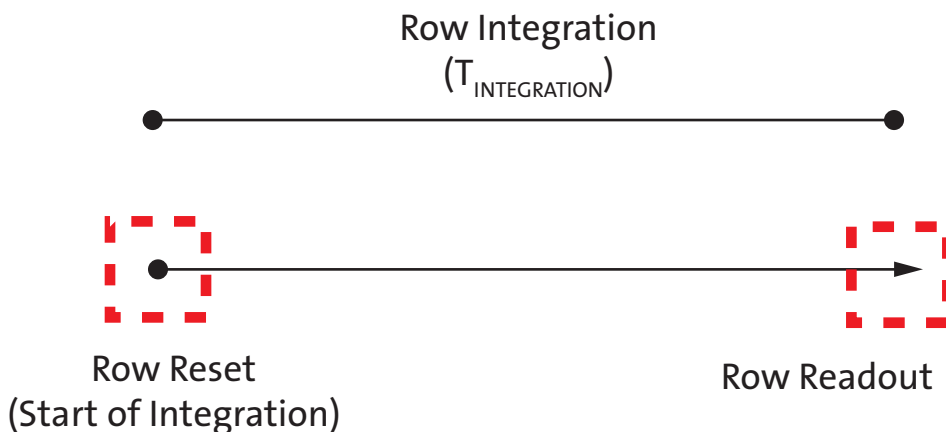 Row Integration
(TINTEGRATION)
Row Reset
(Start of Integration)
Row Readout